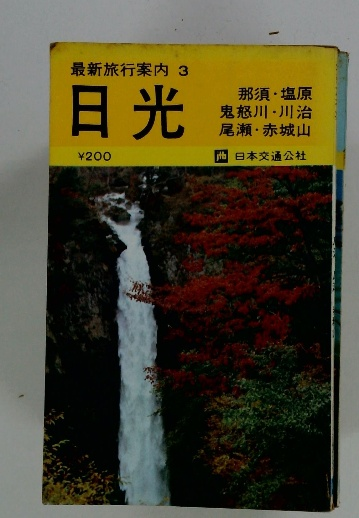 最新旅行案内 3
日光
那須・塩原
鬼怒川・川治
尾瀬・赤城山
¥200
日本交通公社